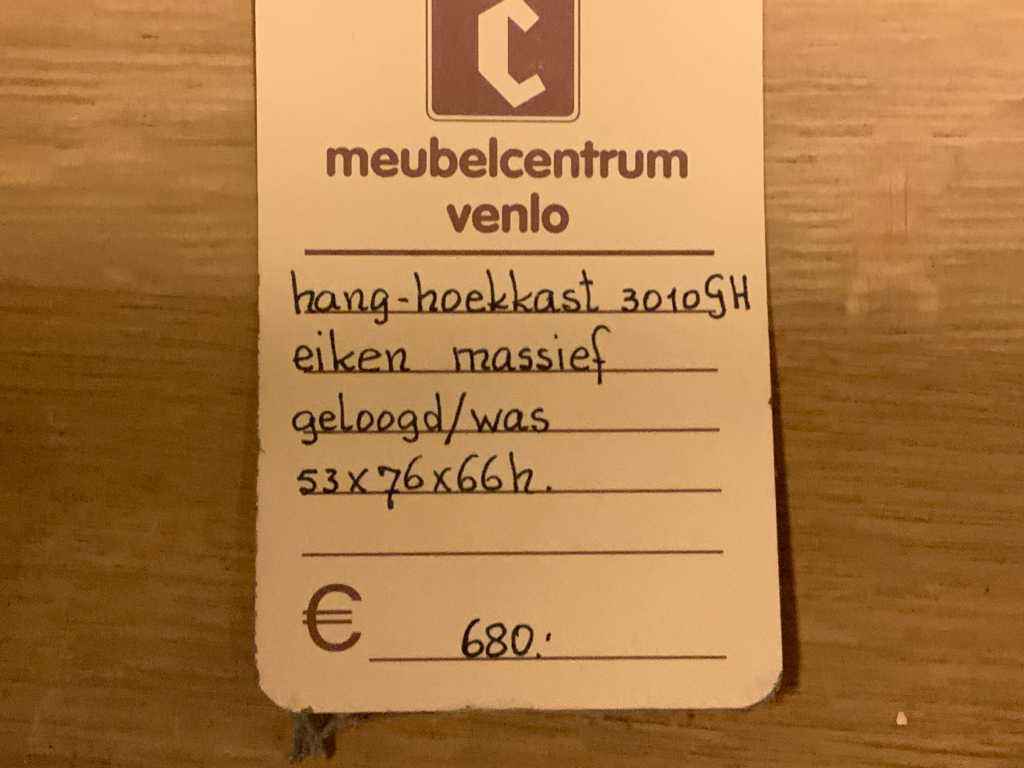 C
meubelcentrum
venlo
hang-hoekkast 3010GH
eiken massief
geloogd/was
53x76x66h.
€ 680.-